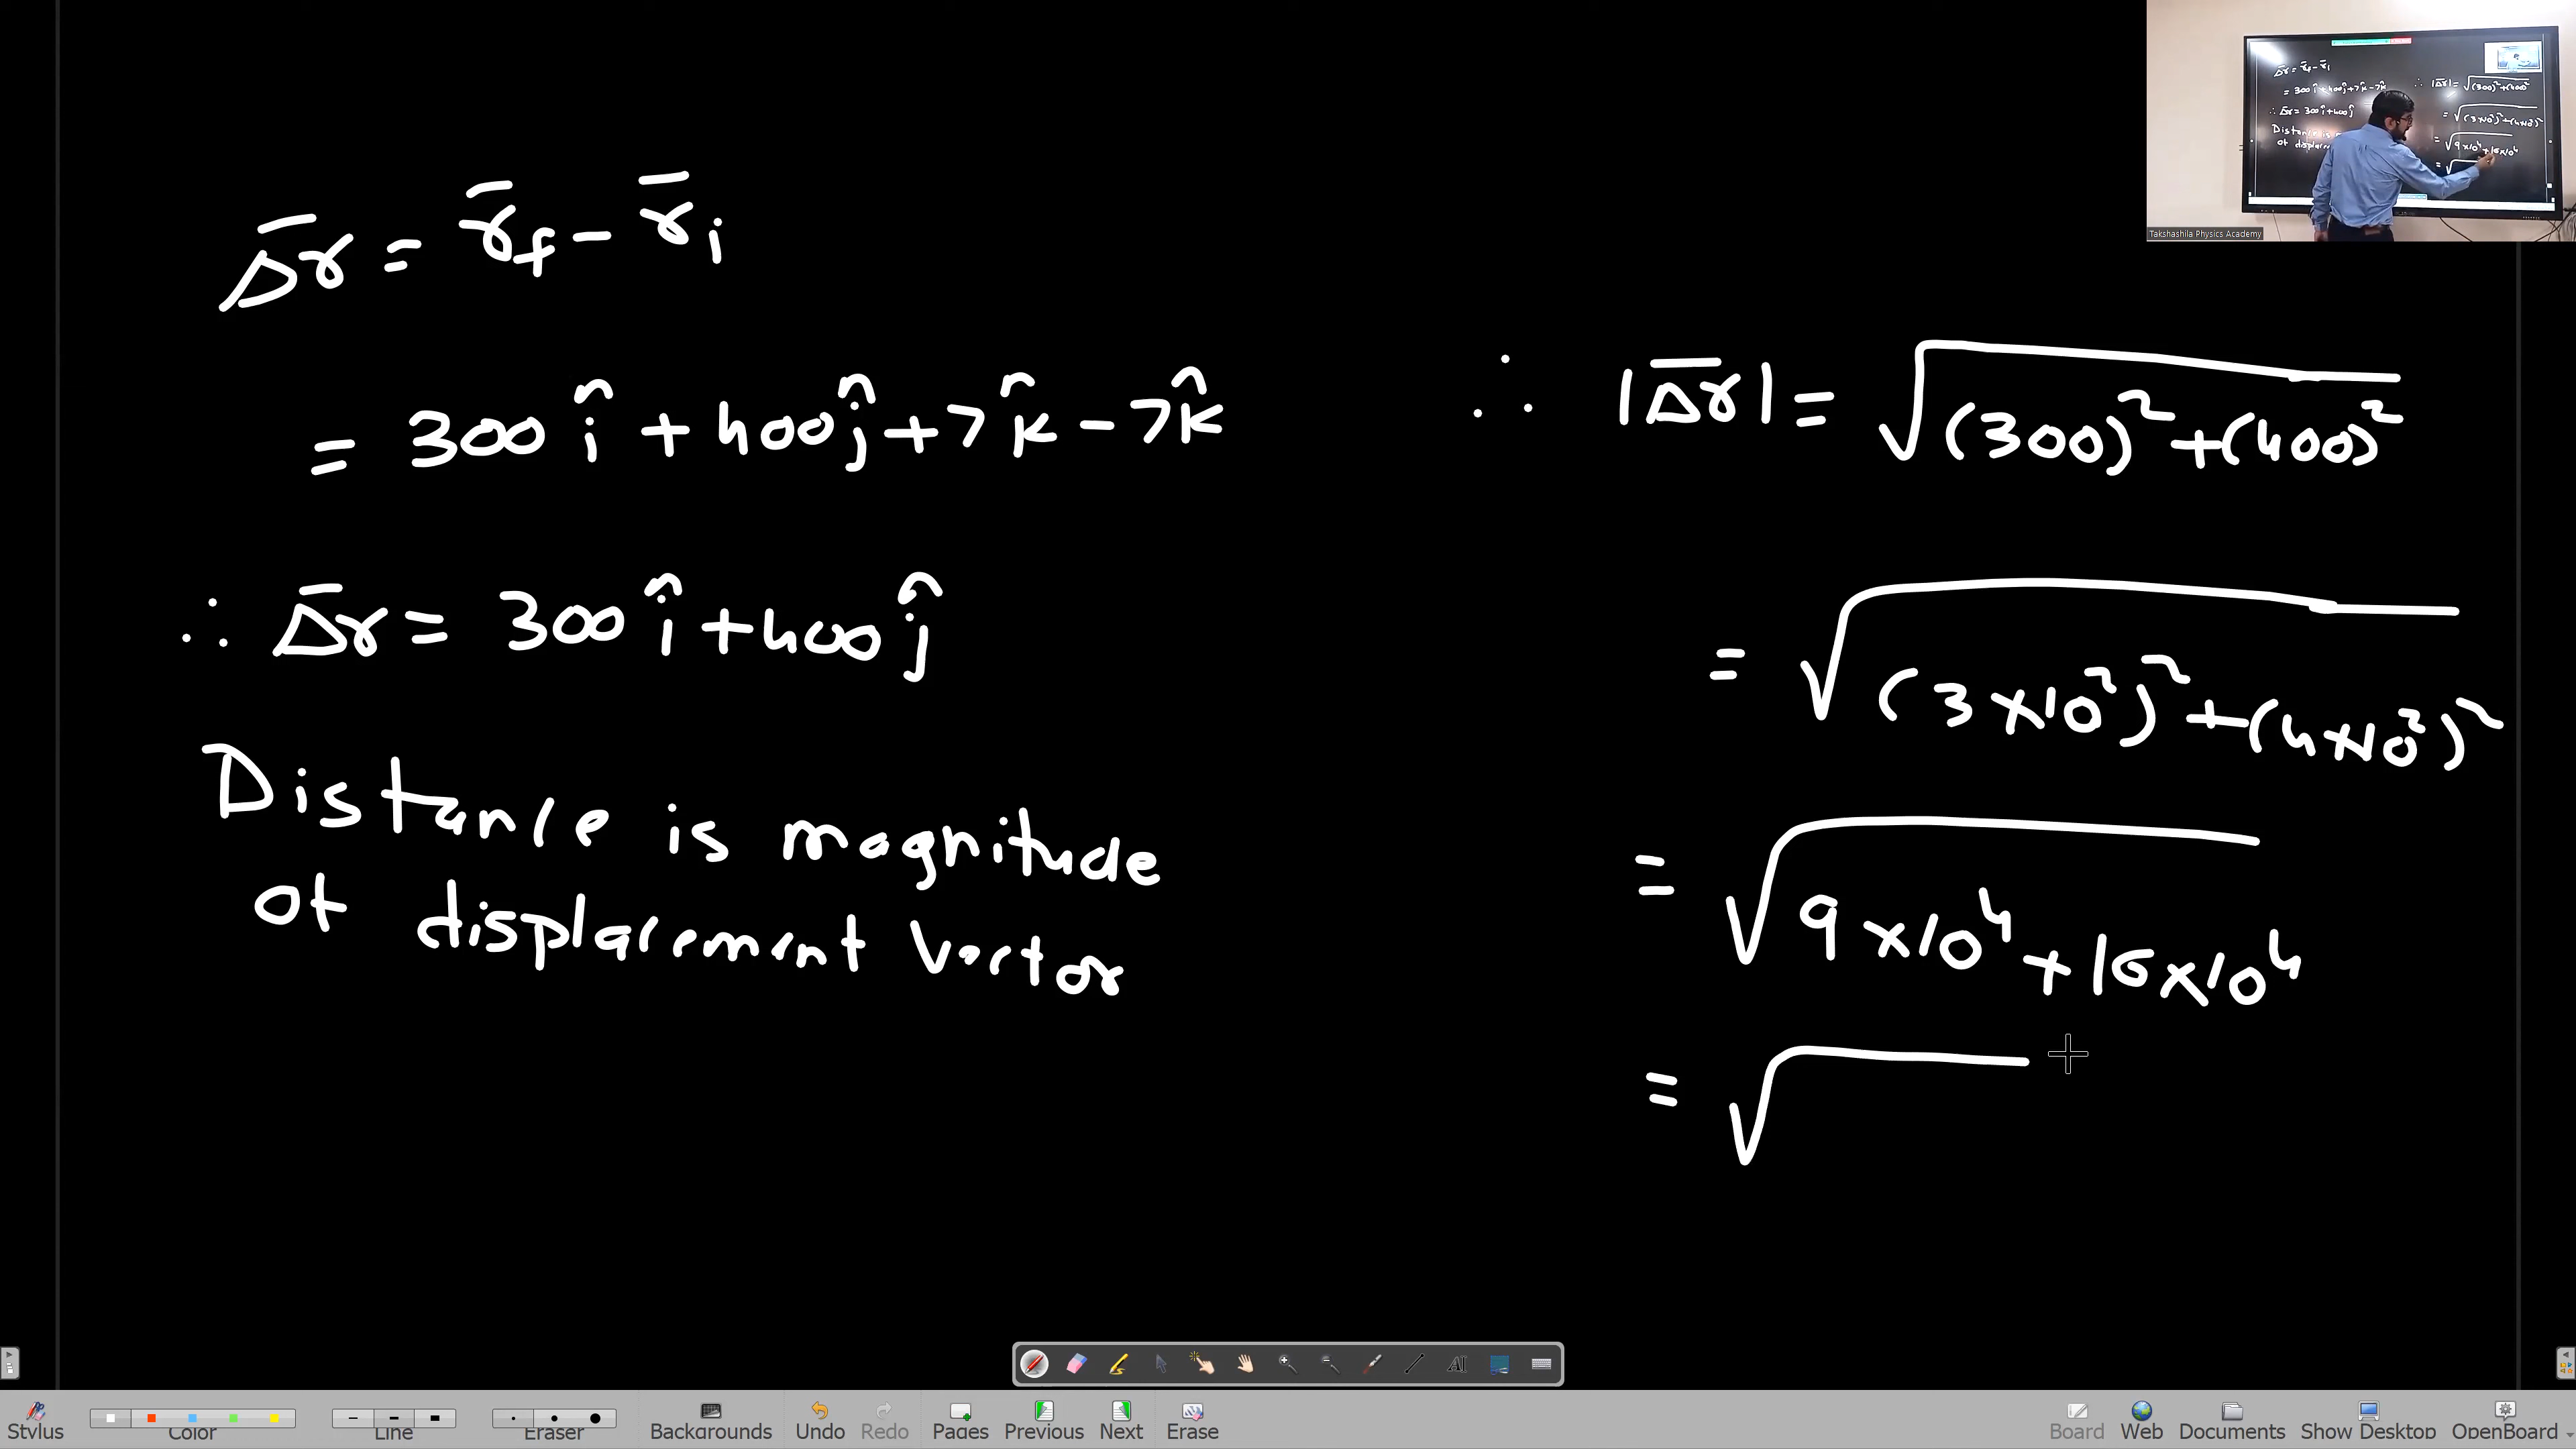 Δr̅ = r̅f - r̅i
= 300 î + 400 ĵ + 7 k̂ - 7 k̂
∴ Δr̅ = 300 î + 400 ĵ
Distance is magnitude
of displacement vector
∴ |Δr̅| = √((300)² + (400)²)
= √((3×10²)² + (4×10²)²)
= √(9×10⁴ + 16×10⁴)
= √
Takshashila Physics Academy
Stylus Color Line Eraser Backgrounds Undo Redo Pages Previous Next Erase Board Web Documents Show Desktop OpenBoard